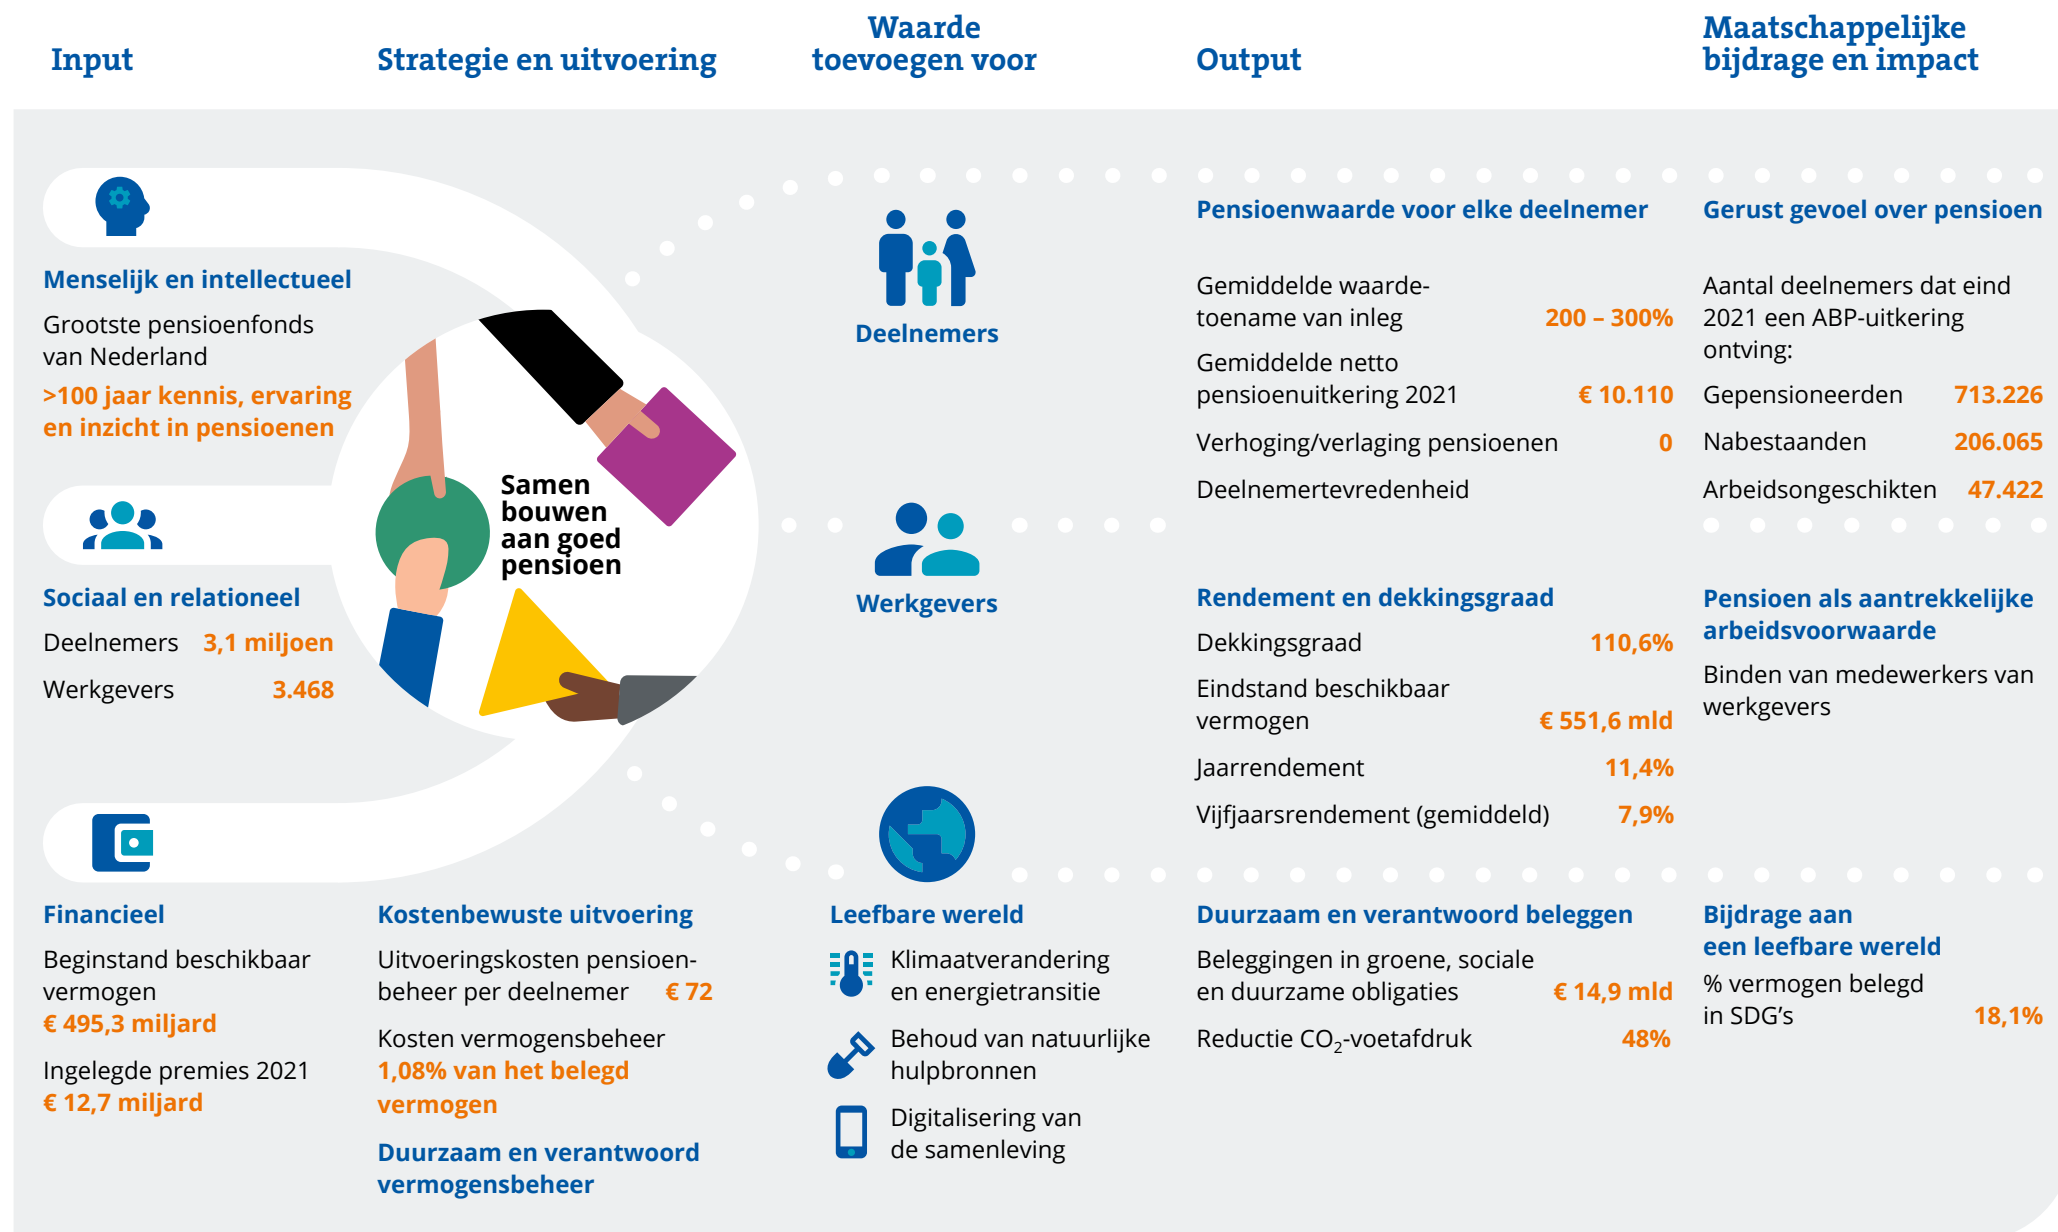 Input
Strategie en uitvoering
Waarde
toevoegen voor
Output
Maatschappelijke
bijdrage en impact
Menselijk en intellectueel
Grootste pensioenfonds
van Nederland
>100 jaar kennis, ervaring
en inzicht in pensioenen
Sociaal en relationeel
Deelnemers 3,1 miljoen
Werkgevers 3.468
Financieel
Beginstand beschikbaar
vermogen
€ 495,3 miljard
Ingelegde premies 2021
€ 12,7 miljard
Samen
bouwen
aan goed
pensioen
Kostenbewuste uitvoering
Uitvoeringskosten pensioen-
beheer per deelnemer € 72
Kosten vermogensbeheer
1,08% van het belegd
vermogen
Duurzaam en verantwoord
vermogensbeheer
Deelnemers
Werkgevers
Leefbare wereld
Klimaatverandering
en energietransitie
Behoud van natuurlijke
hulpbronnen
Digitalisering van
de samenleving
Pensioenwaarde voor elke deelnemer
Gemiddelde waarde-
toename van inleg 200 – 300%
Gemiddelde netto
pensioenuitkering 2021 € 10.110
Verhoging/verlaging pensioenen 0
Deelnemertevredenheid
Rendement en dekkingsgraad
Dekkingsgraad 110,6%
Eindstand beschikbaar
vermogen € 551,6 mld
Jaarrendement 11,4%
Vijfjaarsrendement (gemiddeld) 7,9%
Duurzaam en verantwoord beleggen
Beleggingen in groene, sociale
en duurzame obligaties € 14,9 mld
Reductie CO₂-voetafdruk 48%
Gerust gevoel over pensioen
Aantal deelnemers dat eind
2021 een ABP-uitkering
ontving:
Gepensioneerden 713.226
Nabestaanden 206.065
Arbeidsongeschikten 47.422
Pensioen als aantrekkelijke
arbeidsvoorwaarde
Binden van medewerkers van
werkgevers
Bijdrage aan
een leefbare wereld
% vermogen belegd
in SDG’s 18,1%